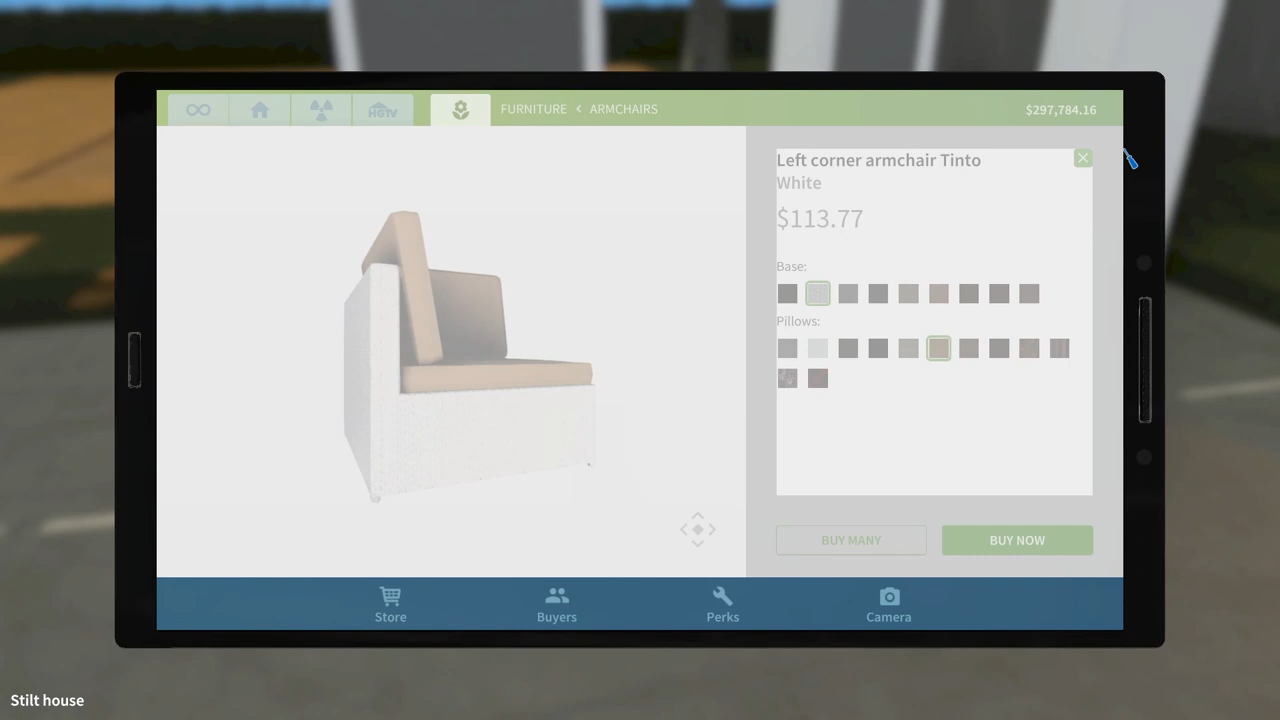 HGTV
FURNITURE < ARMCHAIRS
$297,784.16
Left corner armchair Tinto
White
$113.77
Base:
Pillows:
BUY MANY
BUY NOW
Store
Buyers
Perks
Camera
Stilt house